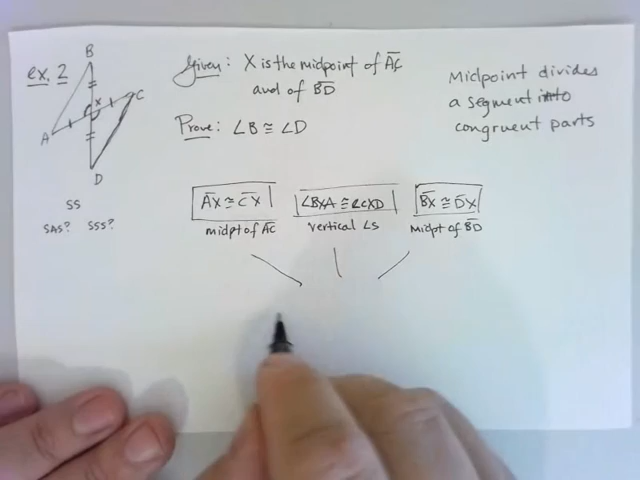 ex. 2
B
X
C
A
D
SS
SAS? SSS?
Given: X is the midpoint of AC
and of BD
Prove: ∠B ≅ ∠D
Midpoint divides
a segment into
congruent parts
AX ≅ CX
midpt of AC
∠BXA ≅ ∠CXD
vertical ∠s
BX ≅ DX
Midpt of BD